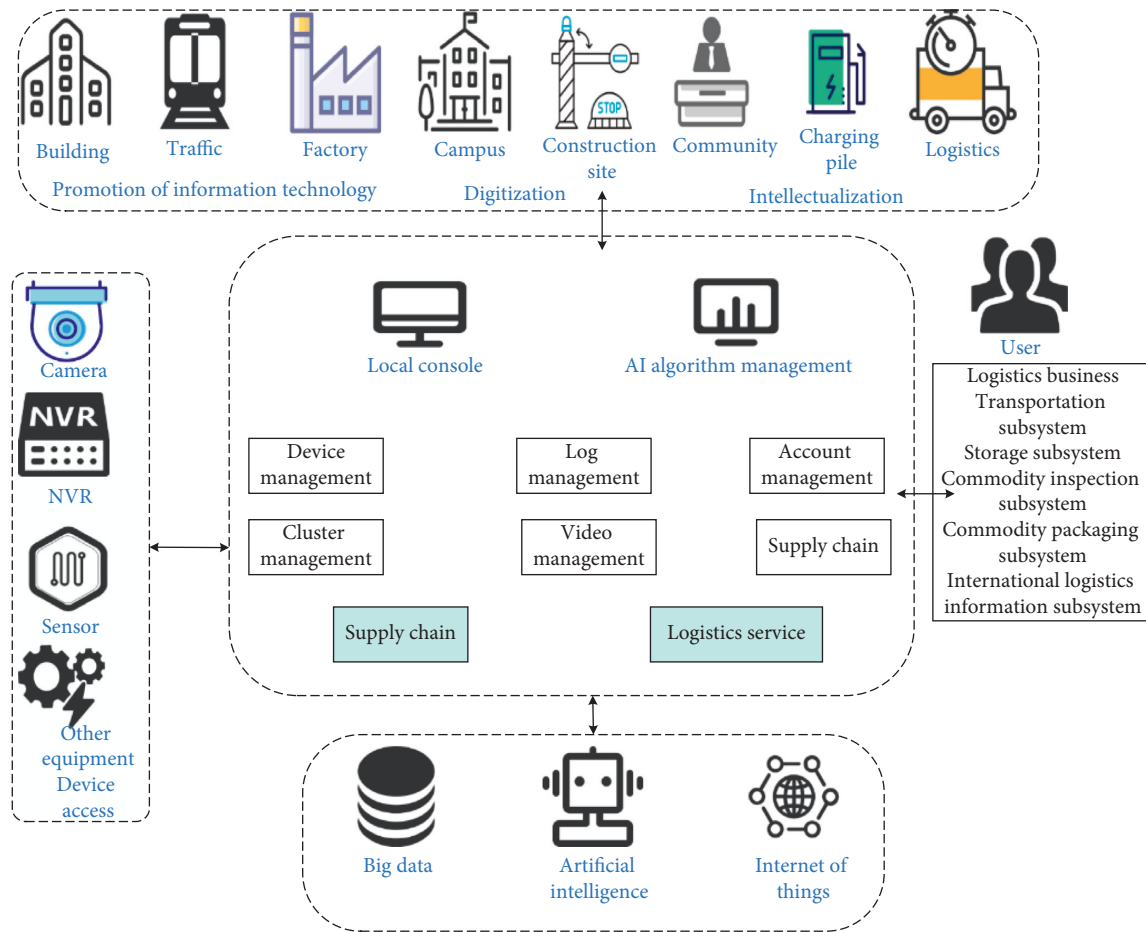 STOP
Building
Traffic
Factory
Campus
Construction
site
Community
Charging
pile
Logistics
Promotion of information technology
Digitization
Intellectualization
Camera
NVR
NVR
Sensor
Other
equipment
Device
access
Local console
AI algorithm management
Device
management
Log
management
Account
management
Cluster
management
Video
management
Supply chain
Supply chain
Logistics service
User
Logistics business
Transportation
subsystem
Storage subsystem
Commodity inspection
subsystem
Commodity packaging
subsystem
International logistics
information subsystem
Big data
Artificial
intelligence
Internet of
things